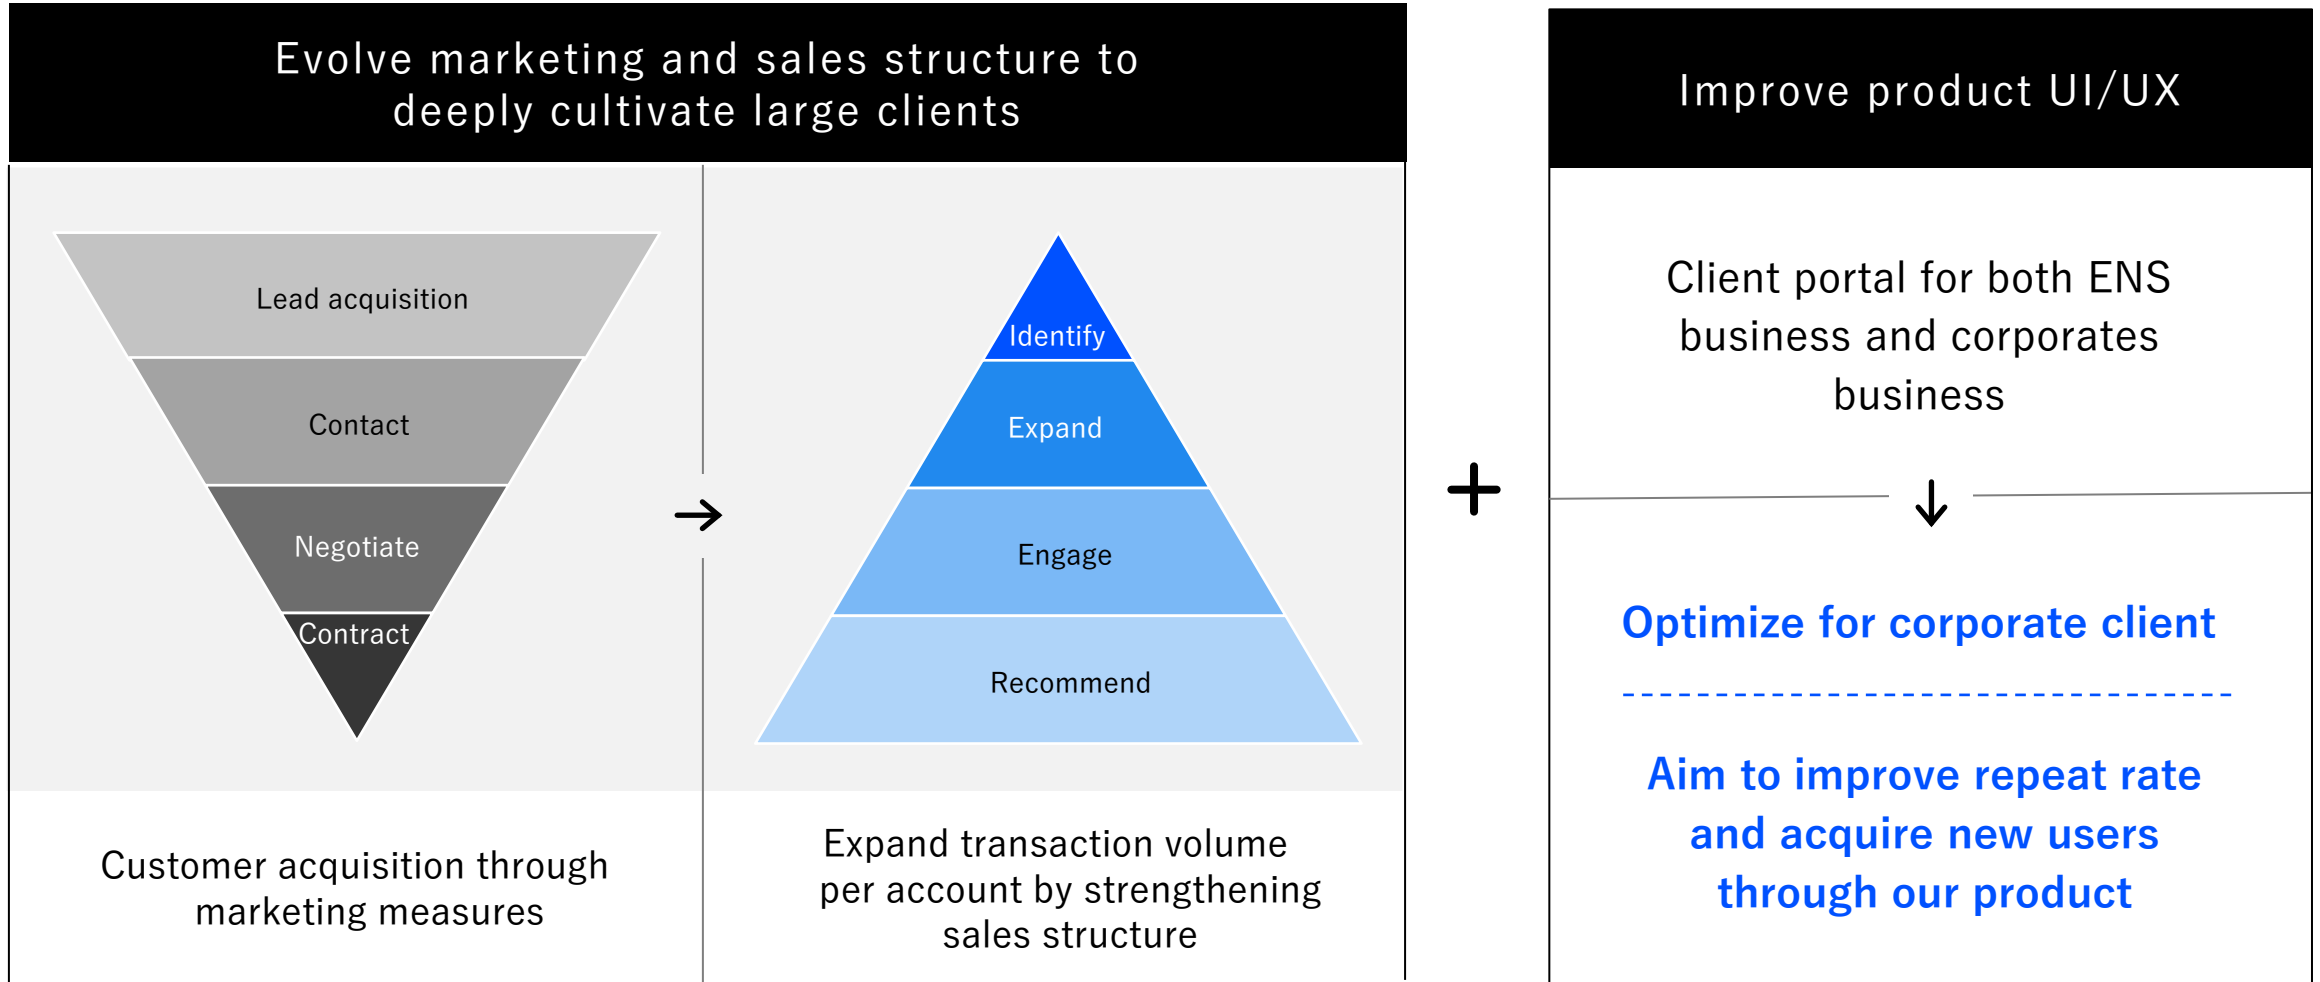 Evolve marketing and sales structure to
deeply cultivate large clients
Lead acquisition
Contact
Negotiate
Contract
Customer acquisition through
marketing measures
Identify
Expand
Engage
Recommend
Expand transaction volume
per account by strengthening
sales structure
Improve product UI/UX
Client portal for both ENS
business and corporates
business
Optimize for corporate client
Aim to improve repeat rate
and acquire new users
through our product